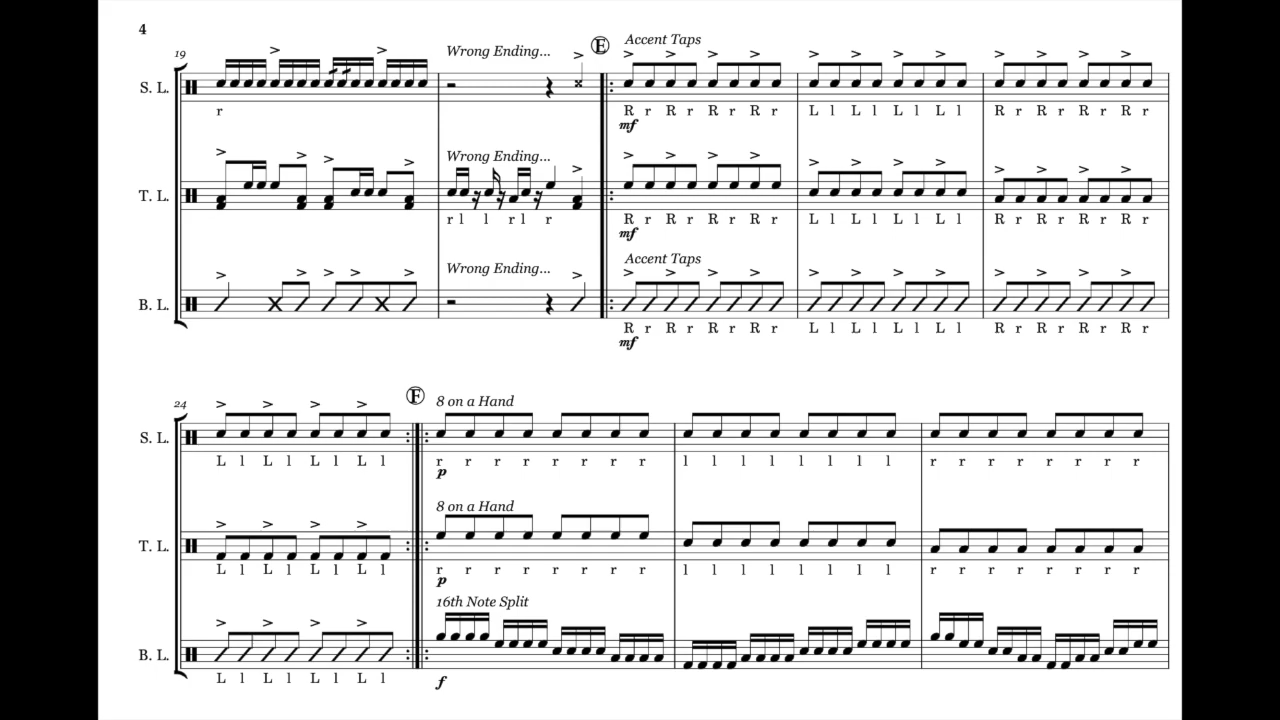 4
19
Wrong Ending...
E
Accent Taps
S. L.
r
R r R r R r R r L l L l L l L l R r R r R r R r
mf
Wrong Ending...
T. L.
r l l r l r R r R r R r R r L l L l L l L l R r R r R r R r
mf
Wrong Ending...
Accent Taps
B. L.
R r R r R r R r L l L l L l L l R r R r R r R r
mf
24
F
8 on a Hand
S. L.
L l L l L l L l r r r r r r r r l l l l l l l l r r r r r r r r
p
8 on a Hand
T. L.
L l L l L l L l r r r r r r r r l l l l l l l l r r r r r r r r
p
16th Note Split
B. L.
L l L l L l L l
f